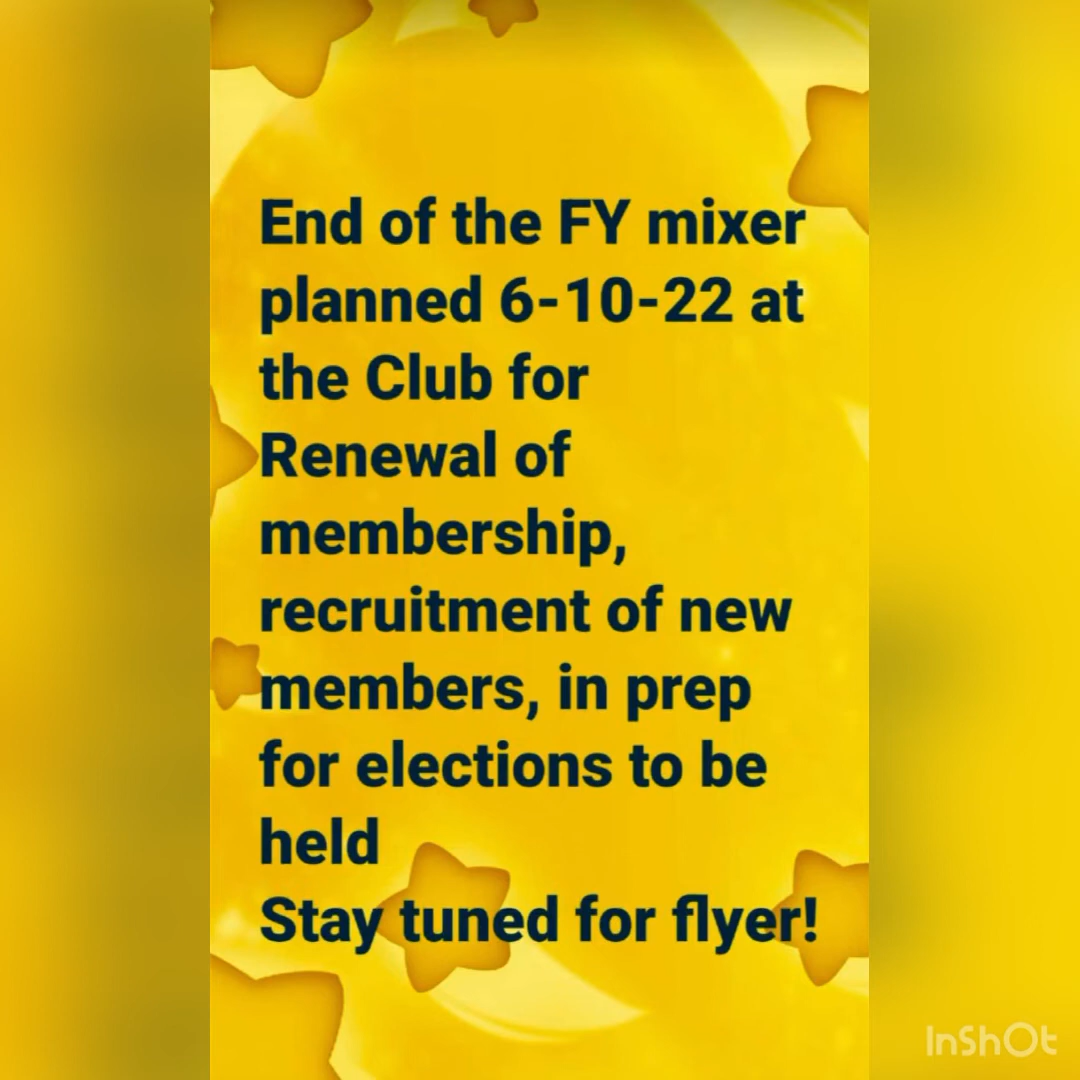 End of the FY mixer
planned 6-10-22 at
the Club for
Renewal of
membership,
recruitment of new
members, in prep
for elections to be
held
Stay tuned for flyer!
InShOt